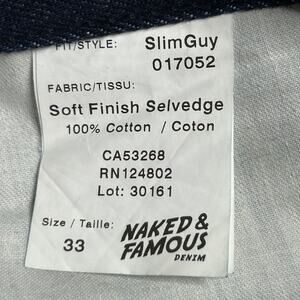 FIT/STYLE: SlimGuy
017052
FABRIC/TISSU:
Soft Finish Selvedge
100% Cotton / Coton
CA53268
RN124802
Lot: 30161
Size / Taille:
33
NAKED &
FAMOUS
DENIM